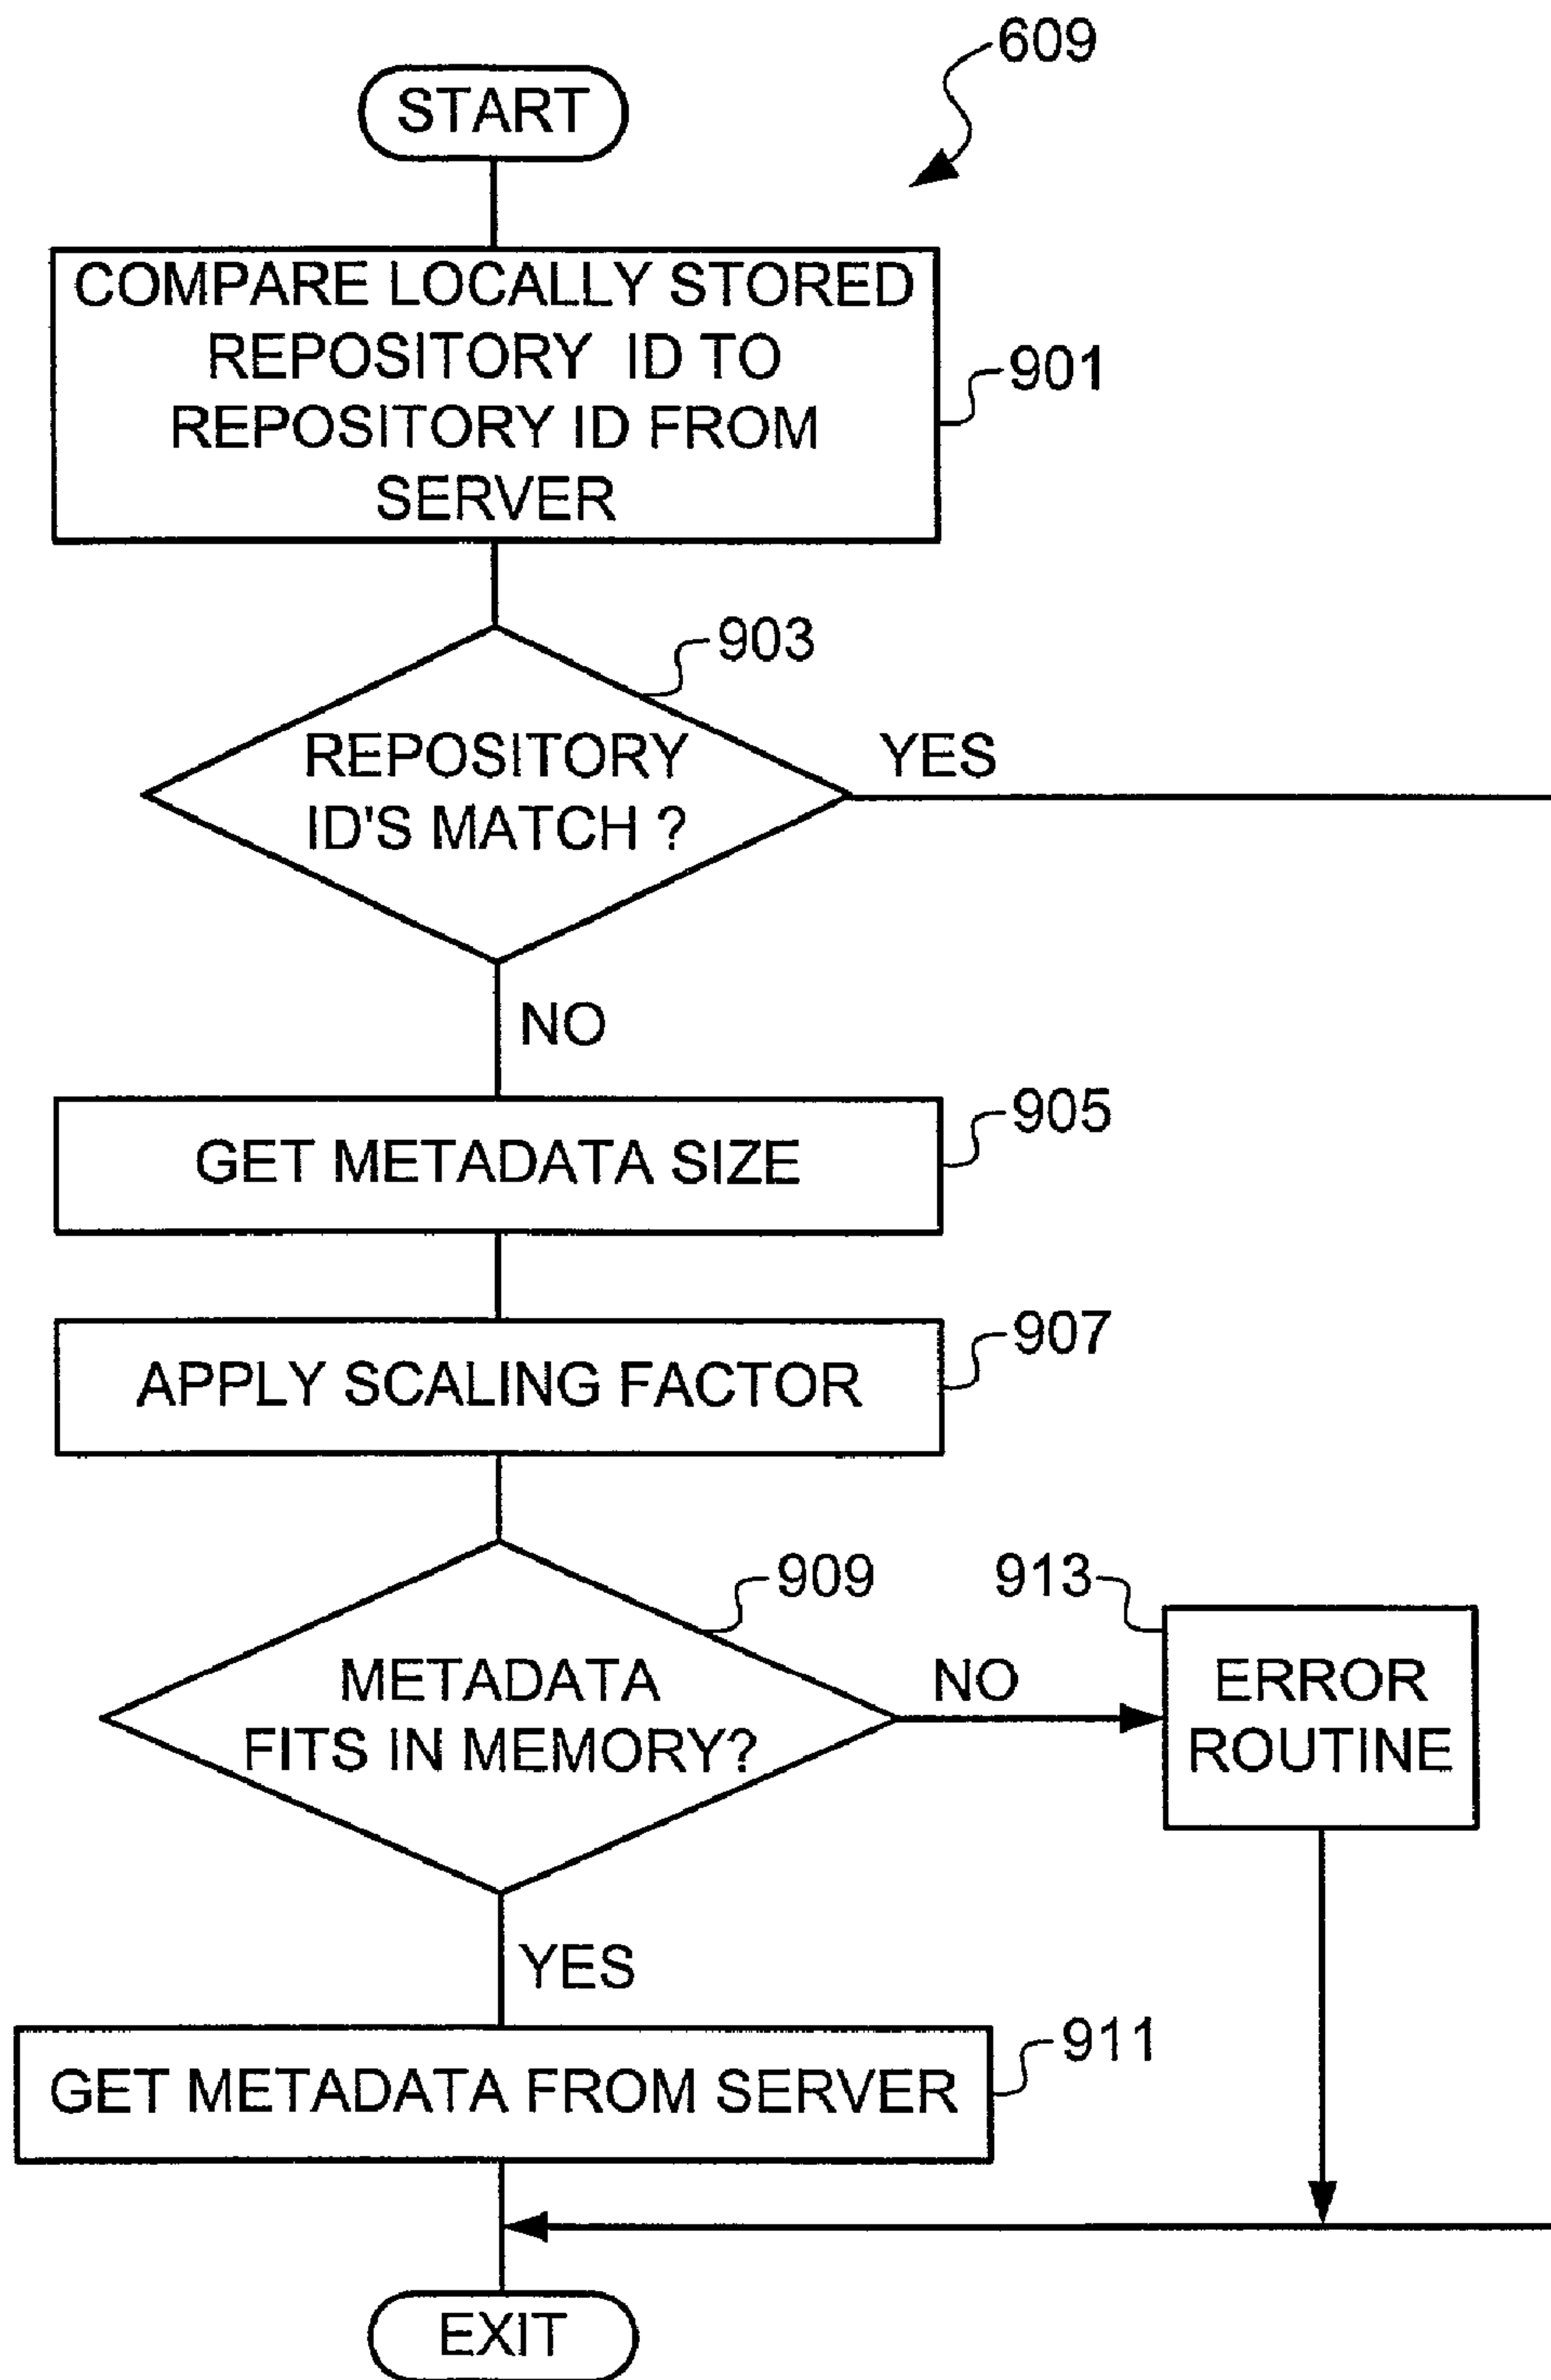 609
START
COMPARE LOCALLY STORED
REPOSITORY ID TO
REPOSITORY ID FROM
SERVER
901
903
REPOSITORY
ID'S MATCH ?
YES
NO
905
GET METADATA SIZE
907
APPLY SCALING FACTOR
909
METADATA
FITS IN MEMORY?
NO
913
ERROR
ROUTINE
YES
911
GET METADATA FROM SERVER
EXIT